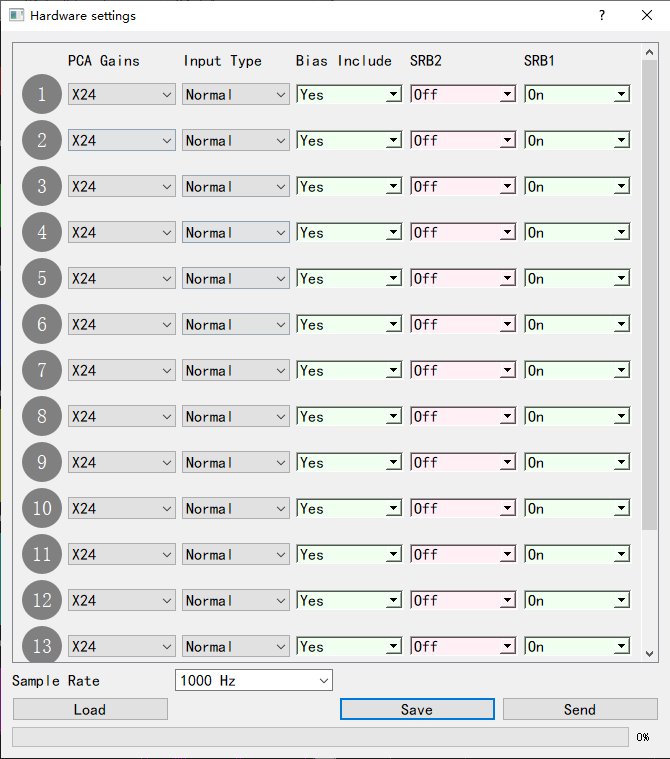 Hardware settings
PCA Gains Input Type Bias Include SRB2 SRB1
1 X24 Normal Yes Off On
2 X24 Normal Yes Off On
3 X24 Normal Yes Off On
4 X24 Normal Yes Off On
5 X24 Normal Yes Off On
6 X24 Normal Yes Off On
7 X24 Normal Yes Off On
8 X24 Normal Yes Off On
9 X24 Normal Yes Off On
10 X24 Normal Yes Off On
11 X24 Normal Yes Off On
12 X24 Normal Yes Off On
13 X24 Normal Yes Off On
Sample Rate 1000 Hz
Load Save Send
0%